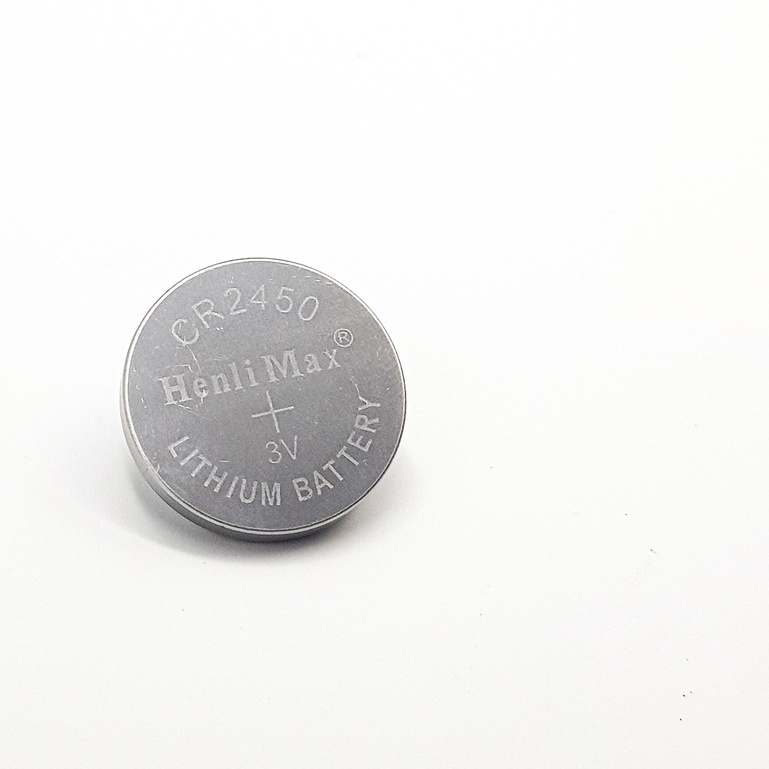 CR2450
HenliMax®
+
3V
LITHIUM BATTERY